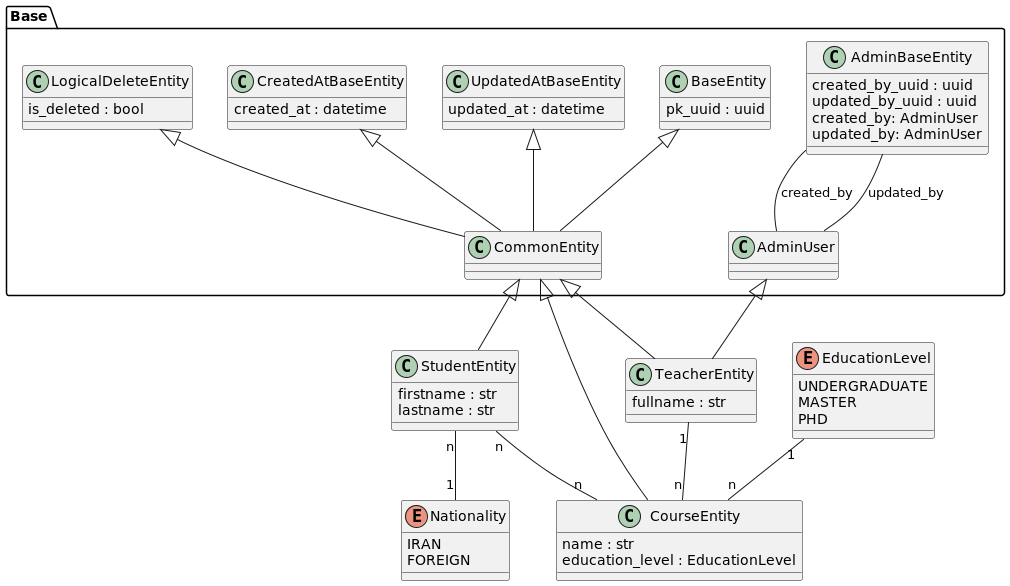 Base
C LogicalDeleteEntity
is_deleted : bool
C CreatedAtBaseEntity
created_at : datetime
C UpdatedAtBaseEntity
updated_at : datetime
C BaseEntity
pk_uuid : uuid
C AdminBaseEntity
created_by_uuid : uuid
updated_by_uuid : uuid
created_by: AdminUser
updated_by: AdminUser
created_by
updated_by
C CommonEntity
C AdminUser
C StudentEntity
firstname : str
lastname : str
C TeacherEntity
fullname : str
E EducationLevel
UNDERGRADUATE
MASTER
PHD
n
n
1
1
1
n
n
n
E Nationality
IRAN
FOREIGN
C CourseEntity
name : str
education_level : EducationLevel